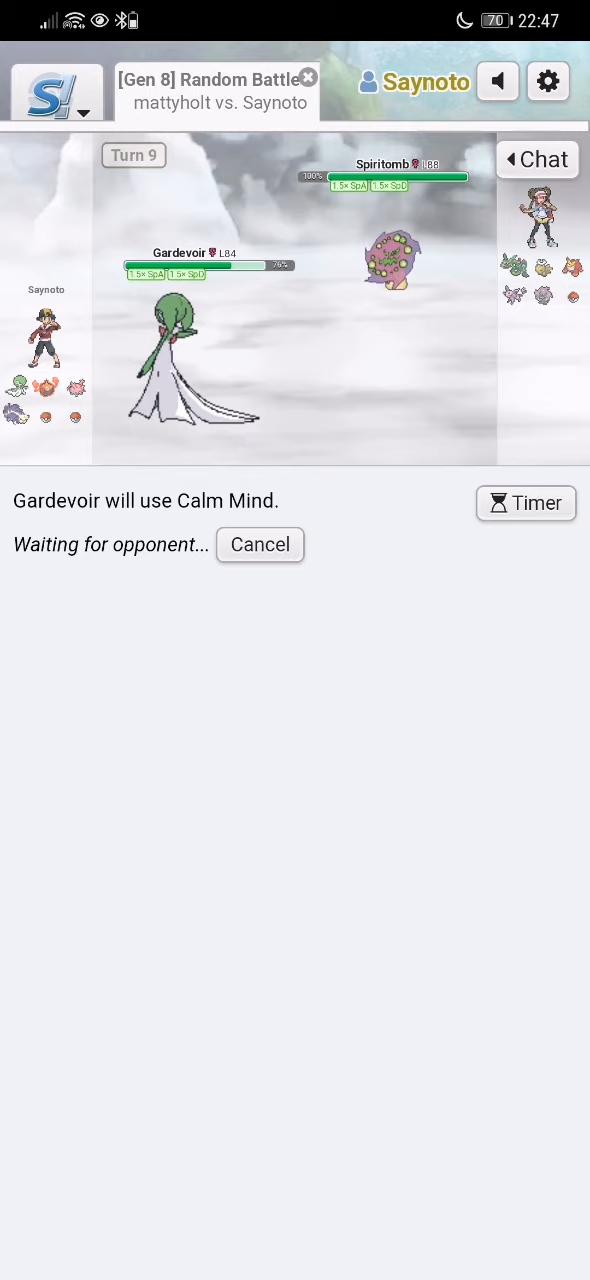 70 22:47
[Gen 8] Random Battle
mattyholt vs. Saynoto
Saynoto
Turn 9
Chat
Spiritomb L88
100%
1.5× SpA 1.5× SpD
Gardevoir L84
76%
1.5× SpA 1.5× SpD
Saynoto
Gardevoir will use Calm Mind.
Timer
Waiting for opponent... Cancel